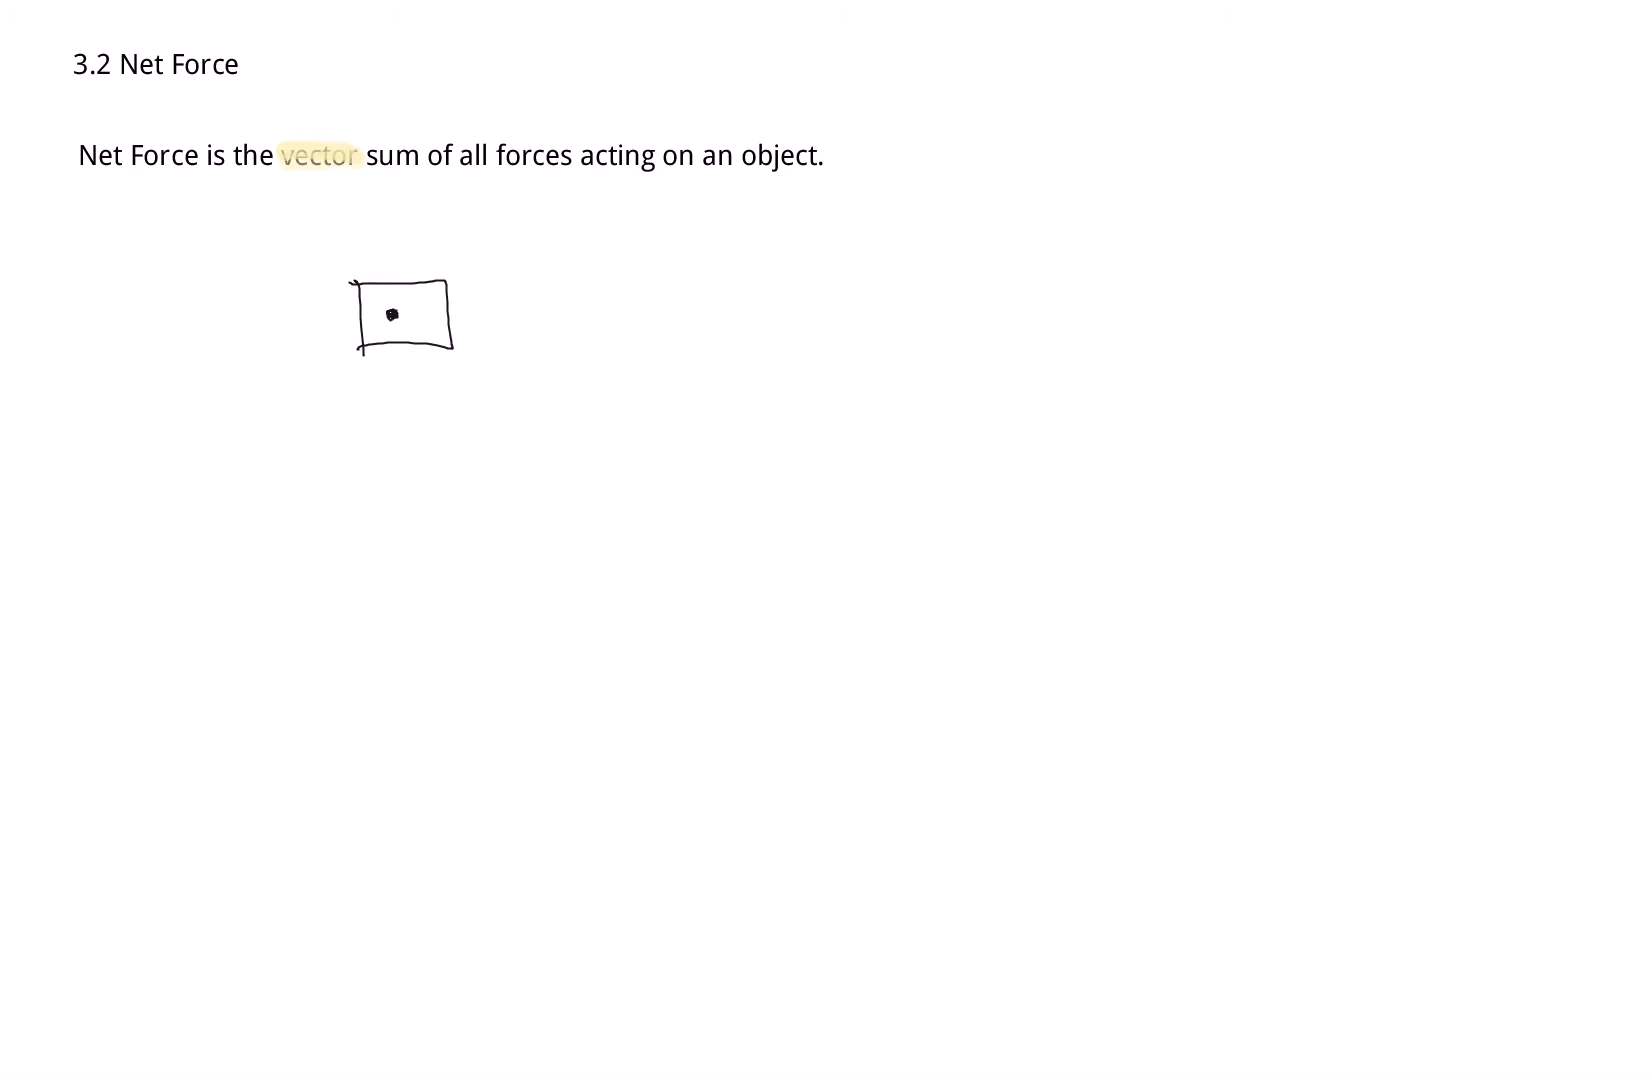 3.2 Net Force
Net Force is the vector sum of all forces acting on an object.